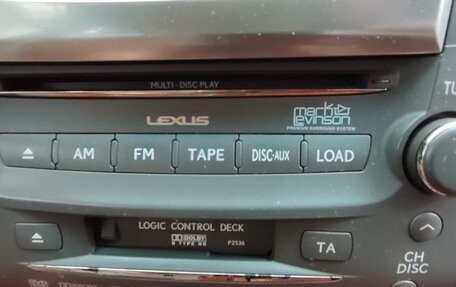 MULTI-DISC PLAY
TU
LEXUS
mark
levinson
PREMIUM SURROUND SYSTEM
AM FM TAPE DISC·AUX LOAD
LOGIC CONTROL DECK
DOLBY
B TYPE NR P2536
TA
CH
DISC